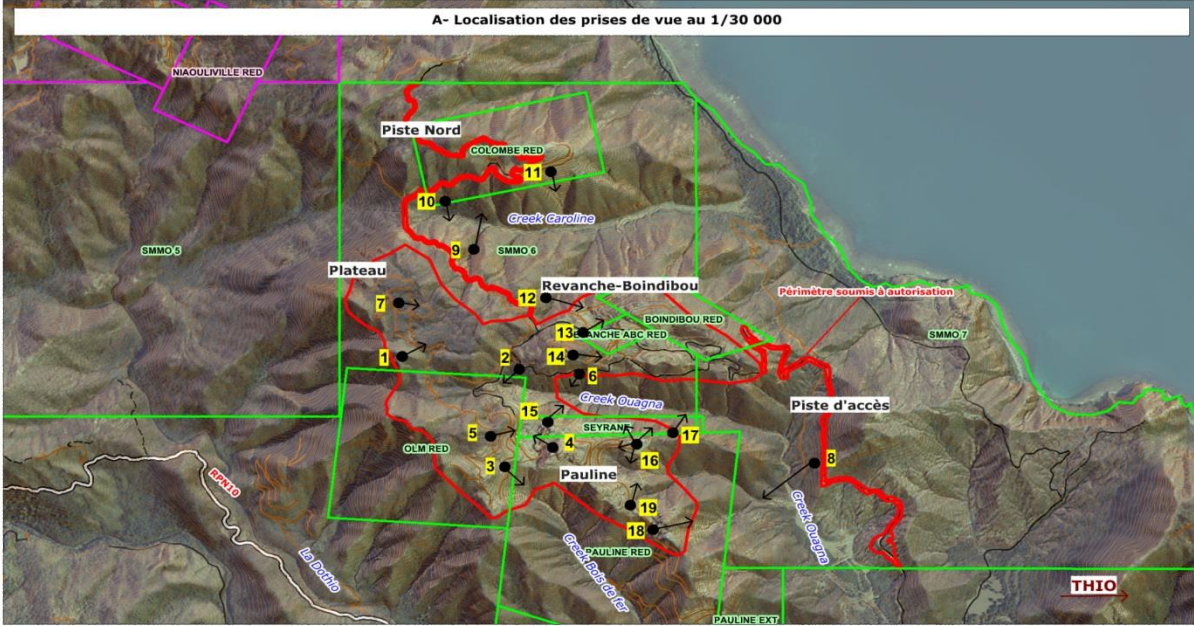 A- Localisation des prises de vue au 1/30 000
NIAOULIVILLE RED
Piste Nord
COLOMBE RED
11
10
Creek Caroline
9
SMMO 5
SMMO 6
Plateau
Revanche-Boindibou
7
12
Périmètre soumis à autorisation
BOINDIBOU RED
13
ANCHE ABC RED
SMMO 7
1
2
14
6
Creek Ouagna
Piste d'accès
15
SEYRANE
17
5
4
OLM RED
16
8
3
Pauline
RPN10
19
Creek Ouagna
18
La Dothio
Creek Bois de fer
PAULINE RED
THIO
PAULINE EXT